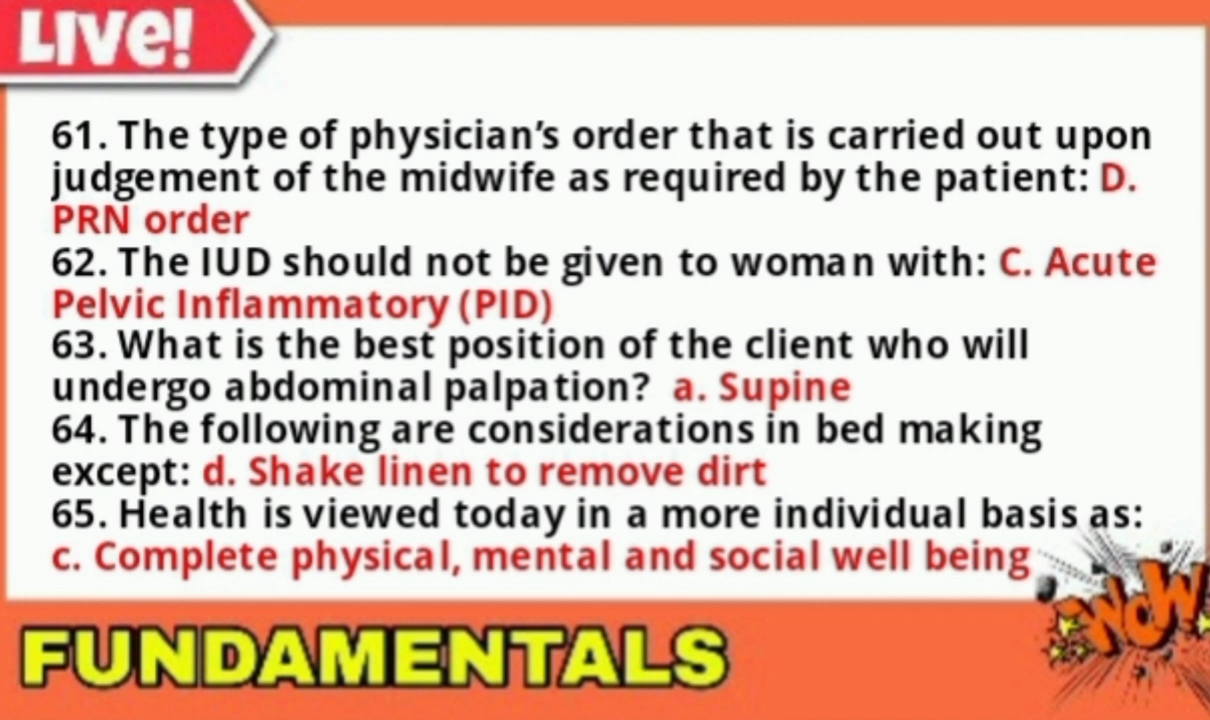 LIVe!
61. The type of physician's order that is carried out upon
judgement of the midwife as required by the patient: D.
PRN order
62. The IUD should not be given to woman with: C. Acute
Pelvic Inflammatory (PID)
63. What is the best position of the client who will
undergo abdominal palpation? a. Supine
64. The following are considerations in bed making
except: d. Shake linen to remove dirt
65. Health is viewed today in a more individual basis as:
c. Complete physical, mental and social well being
WOW
FUNDAMENTALS